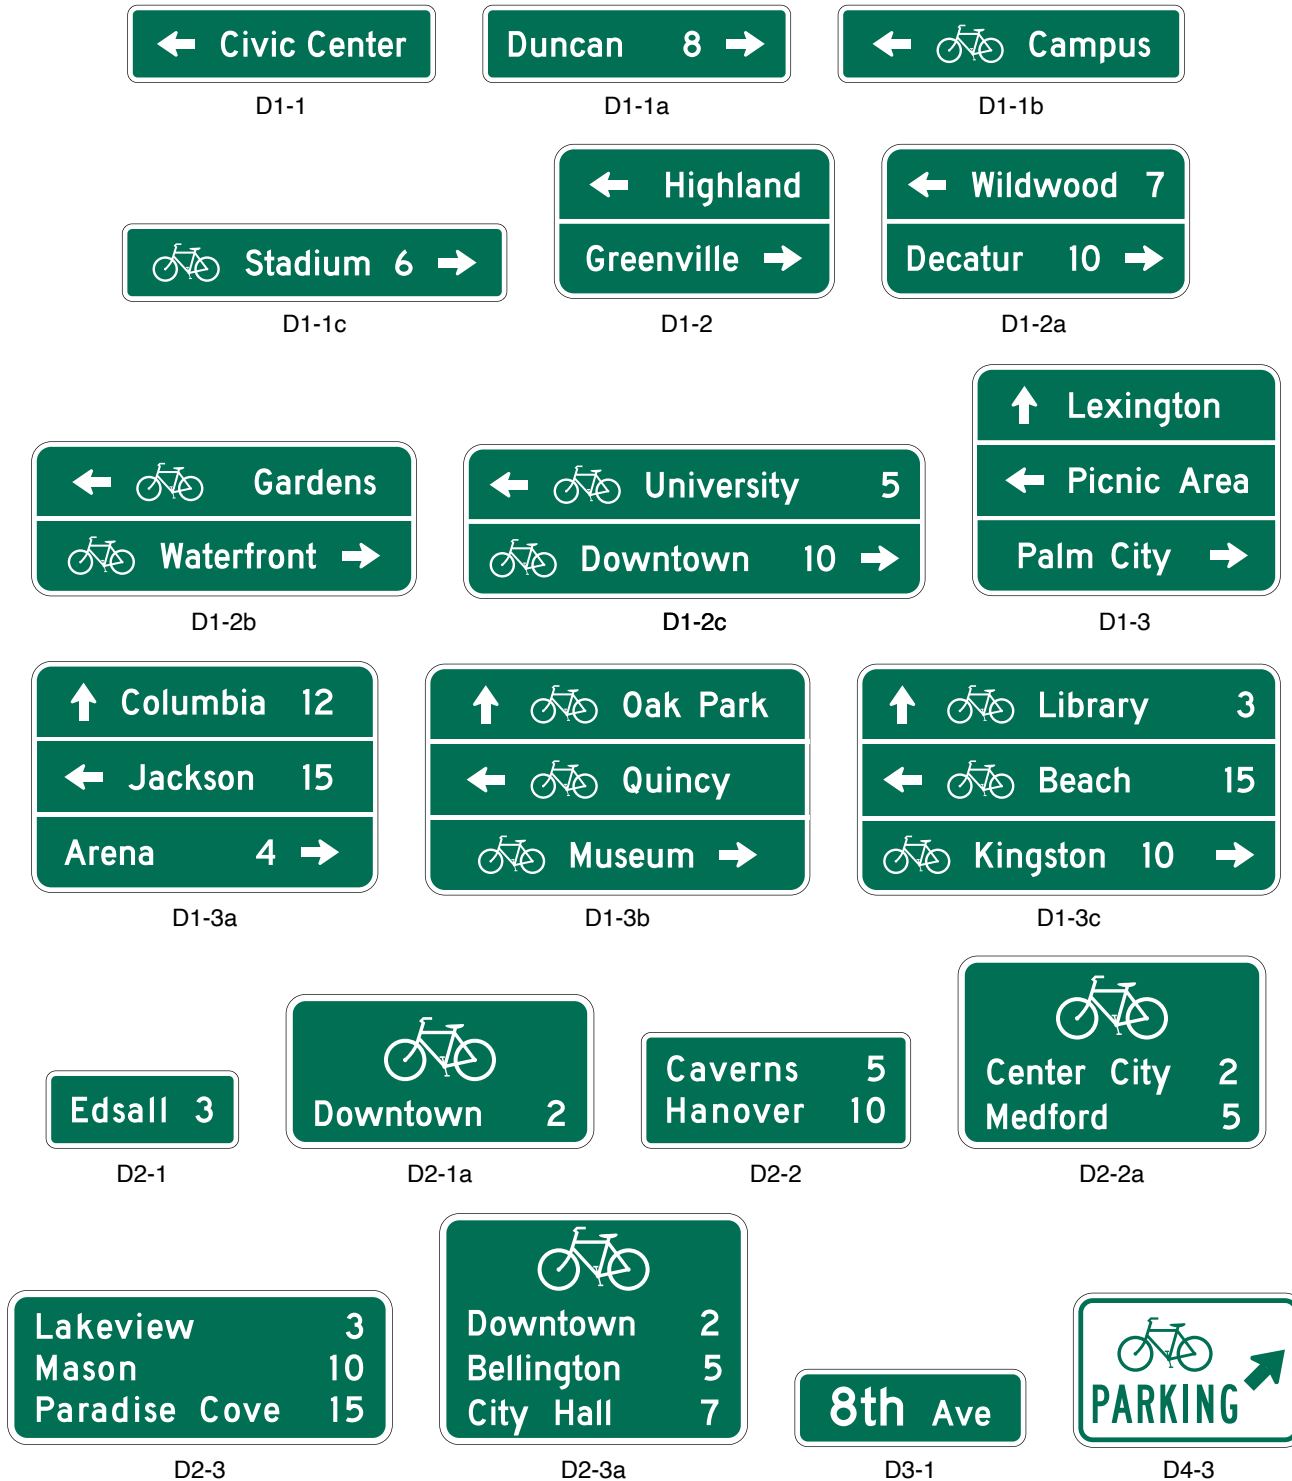 Civic Center
D1-1
Duncan 8
D1-1a
Campus
D1-1b
Stadium 6
D1-1c
Highland
Greenville
D1-2
Wildwood 7
Decatur 10
D1-2a
Gardens
Waterfront
D1-2b
University 5
Downtown 10
D1-2c
Lexington
Picnic Area
Palm City
D1-3
Columbia 12
Jackson 15
Arena 4
D1-3a
Oak Park
Quincy
Museum
D1-3b
Library 3
Beach 15
Kingston 10
D1-3c
Edsall 3
D2-1
Downtown 2
D2-1a
Caverns 5
Hanover 10
D2-2
Center City 2
Medford 5
D2-2a
Lakeview 3
Mason 10
Paradise Cove 15
D2-3
Downtown 2
Bellington 5
City Hall 7
D2-3a
8th Ave
D3-1
PARKING
D4-3